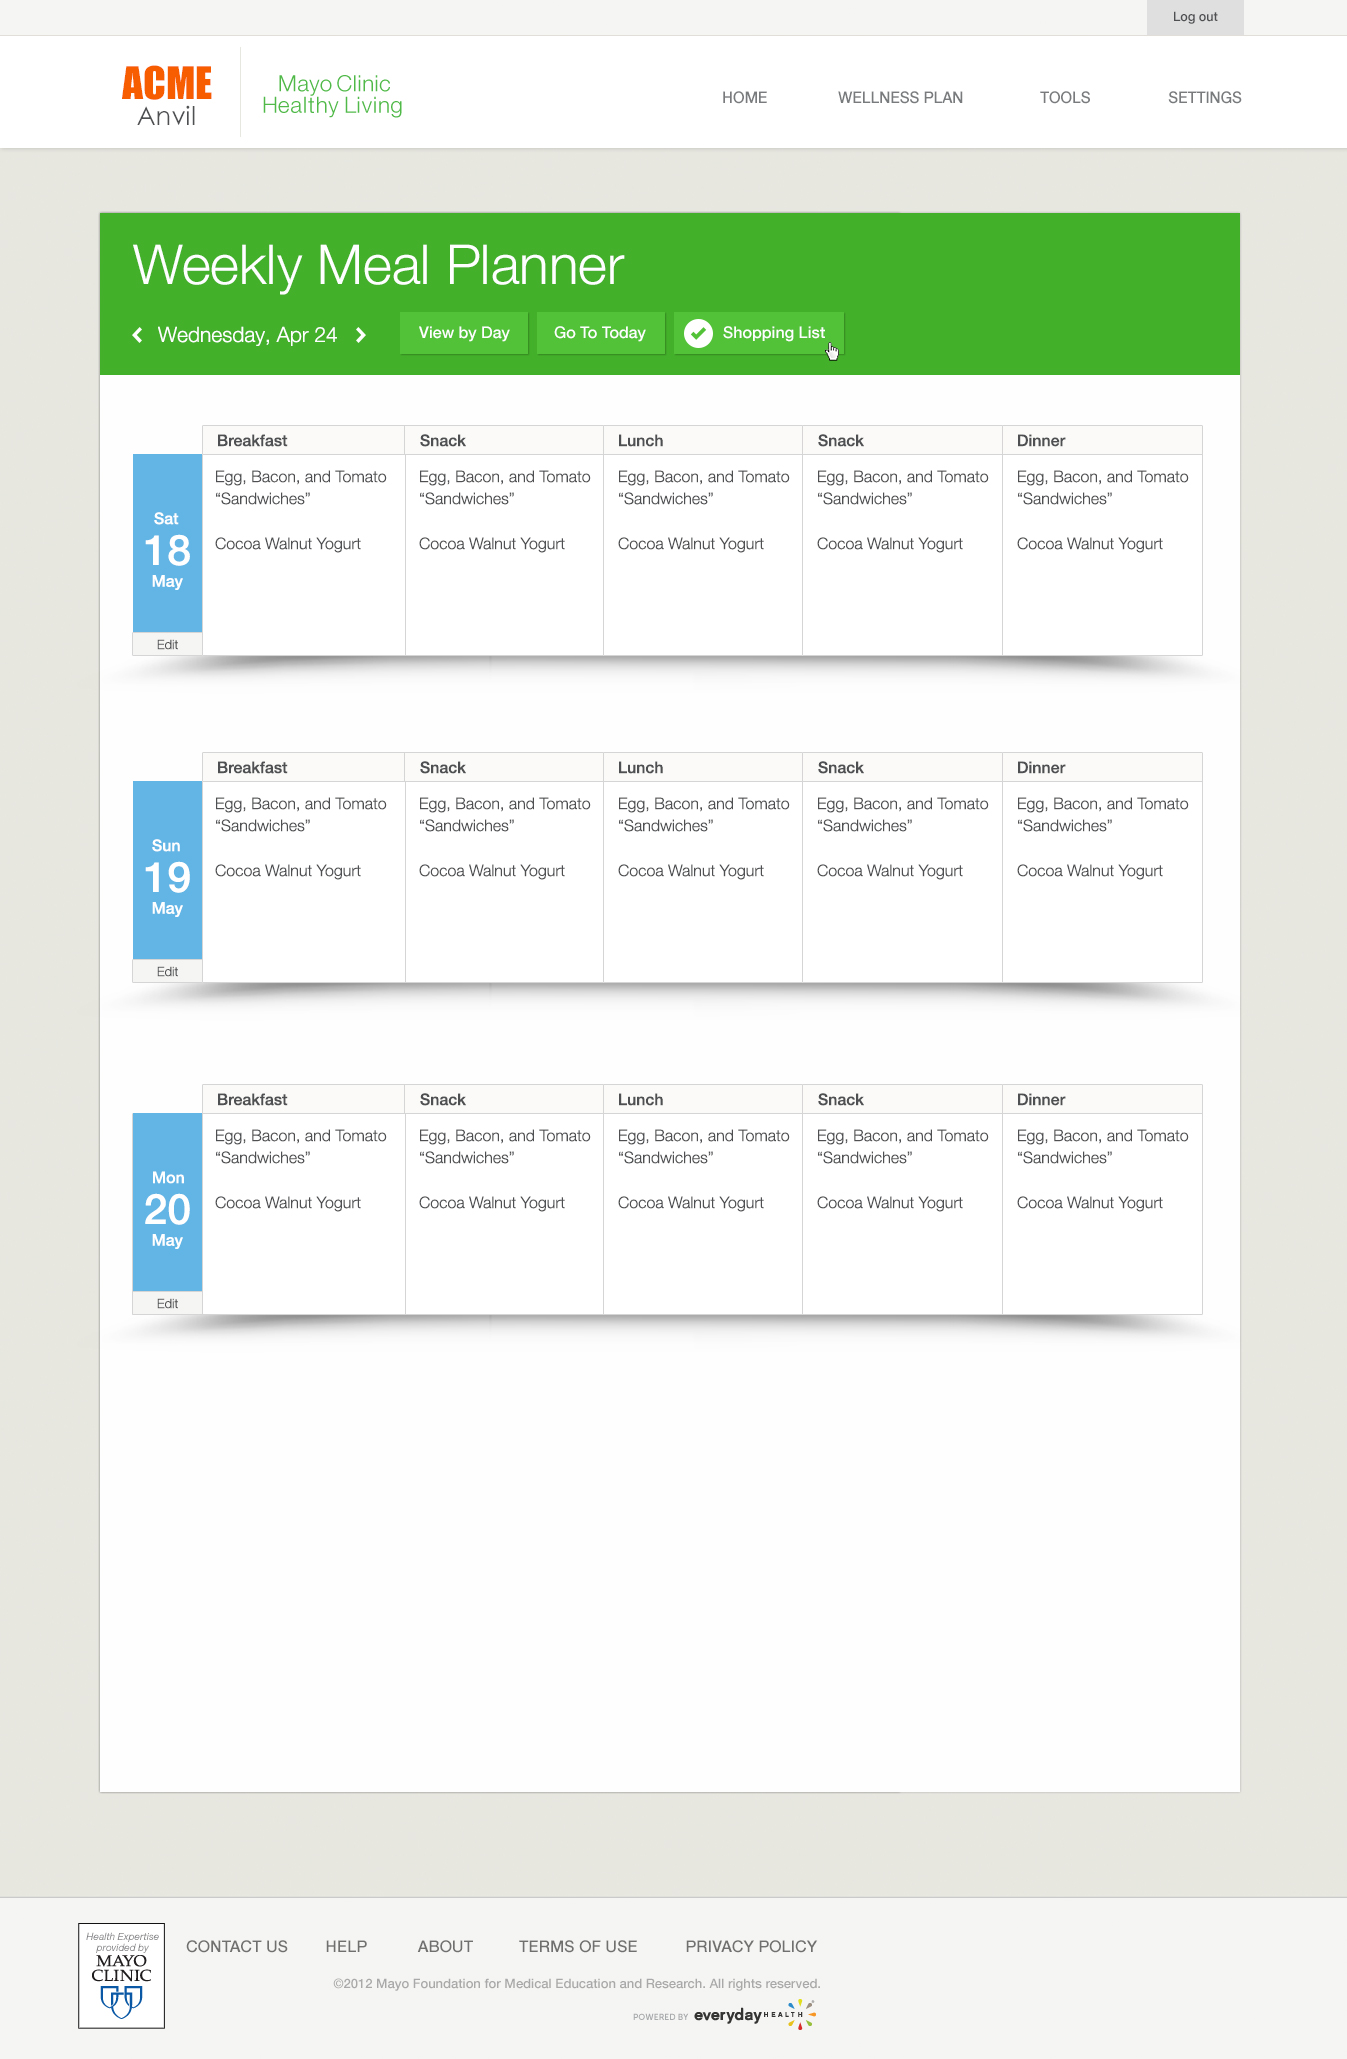 Log out
ACME
Anvil
Mayo Clinic
Healthy Living
HOME
WELLNESS PLAN
TOOLS
SETTINGS
Weekly Meal Planner
Wednesday, Apr 24
View by Day
Go To Today
Shopping List
Breakfast Snack Lunch Snack Dinner
Egg, Bacon, and Tomato Egg, Bacon, and Tomato Egg, Bacon, and Tomato Egg, Bacon, and Tomato Egg, Bacon, and Tomato
“Sandwiches” “Sandwiches” “Sandwiches” “Sandwiches” “Sandwiches”
Sat
18
May
Cocoa Walnut Yogurt Cocoa Walnut Yogurt Cocoa Walnut Yogurt Cocoa Walnut Yogurt Cocoa Walnut Yogurt
Edit
Breakfast Snack Lunch Snack Dinner
Egg, Bacon, and Tomato Egg, Bacon, and Tomato Egg, Bacon, and Tomato Egg, Bacon, and Tomato Egg, Bacon, and Tomato
“Sandwiches” “Sandwiches” “Sandwiches” “Sandwiches” “Sandwiches”
Sun
19
May
Cocoa Walnut Yogurt Cocoa Walnut Yogurt Cocoa Walnut Yogurt Cocoa Walnut Yogurt Cocoa Walnut Yogurt
Edit
Breakfast Snack Lunch Snack Dinner
Egg, Bacon, and Tomato Egg, Bacon, and Tomato Egg, Bacon, and Tomato Egg, Bacon, and Tomato Egg, Bacon, and Tomato
“Sandwiches” “Sandwiches” “Sandwiches” “Sandwiches” “Sandwiches”
Mon
20
May
Cocoa Walnut Yogurt Cocoa Walnut Yogurt Cocoa Walnut Yogurt Cocoa Walnut Yogurt Cocoa Walnut Yogurt
Edit
Health Expertise
provided by
MAYO
CLINIC
CONTACT US
HELP
ABOUT
TERMS OF USE
PRIVACY POLICY
©2012 Mayo Foundation for Medical Education and Research. All rights reserved.
POWERED BY everyday HEALTH